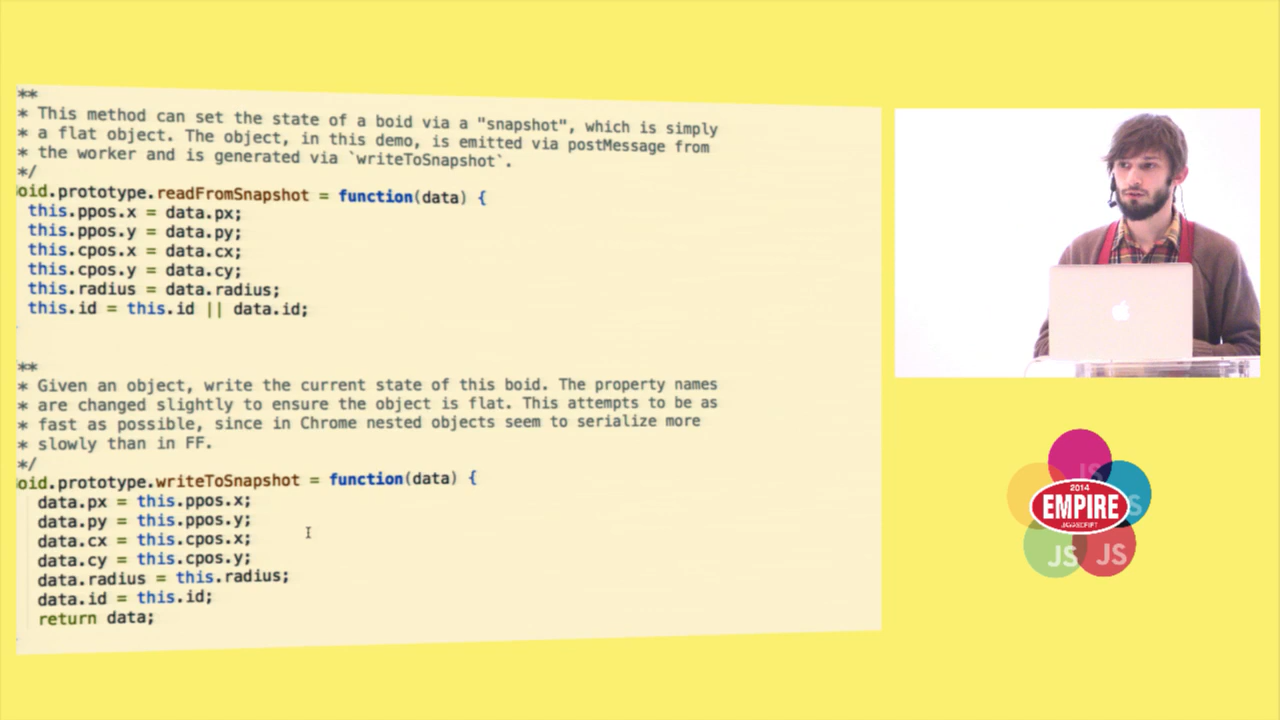 **
* This method can set the state of a boid via a "snapshot", which is simply
* a flat object. The object, in this demo, is emitted via postMessage from
* the worker and is generated via `writeToSnapshot`.
*/
oid.prototype.readFromSnapshot = function(data) {
this.ppos.x = data.px;
this.ppos.y = data.py;
this.cpos.x = data.cx;
this.cpos.y = data.cy;
this.radius = data.radius;
this.id = this.id || data.id;
**
* Given an object, write the current state of this boid. The property names
* are changed slightly to ensure the object is flat. This attempts to be as
* fast as possible, since in Chrome nested objects seem to serialize more
* slowly than in FF.
*/
oid.prototype.writeToSnapshot = function(data) {
data.px = this.ppos.x;
data.py = this.ppos.y;
data.cx = this.cpos.x;
data.cy = this.cpos.y;
data.radius = this.radius;
data.id = this.id;
return data;
JS
2014
EMPIRE
JAVASCRIPT
JS
JS
JS